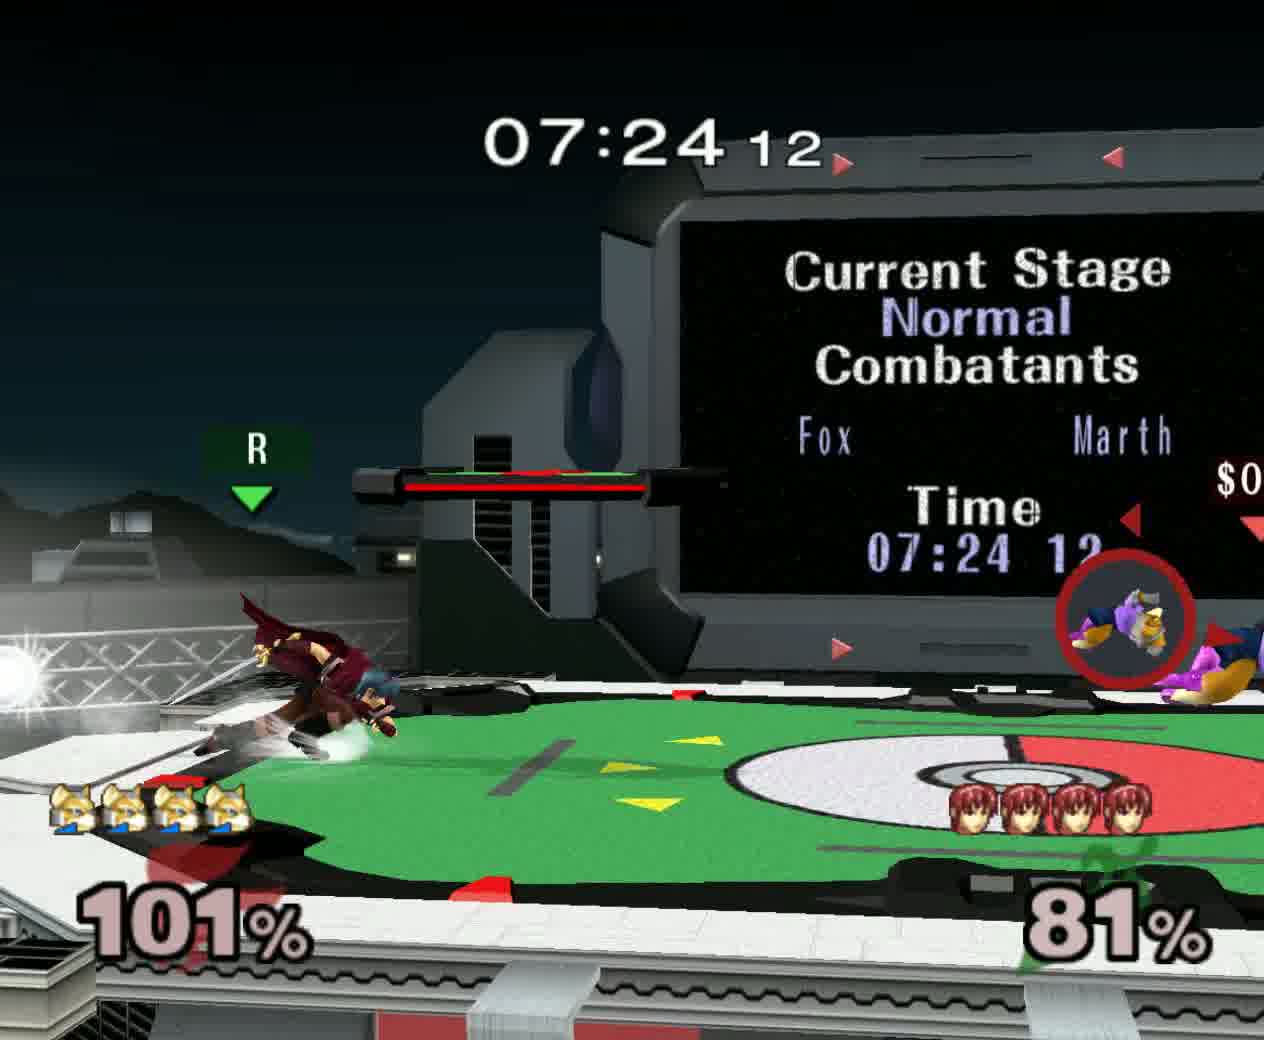 07:24 12
Current Stage
Normal
Combatants
Fox Marth
R
$0
Time
07:24 12
101%
81%